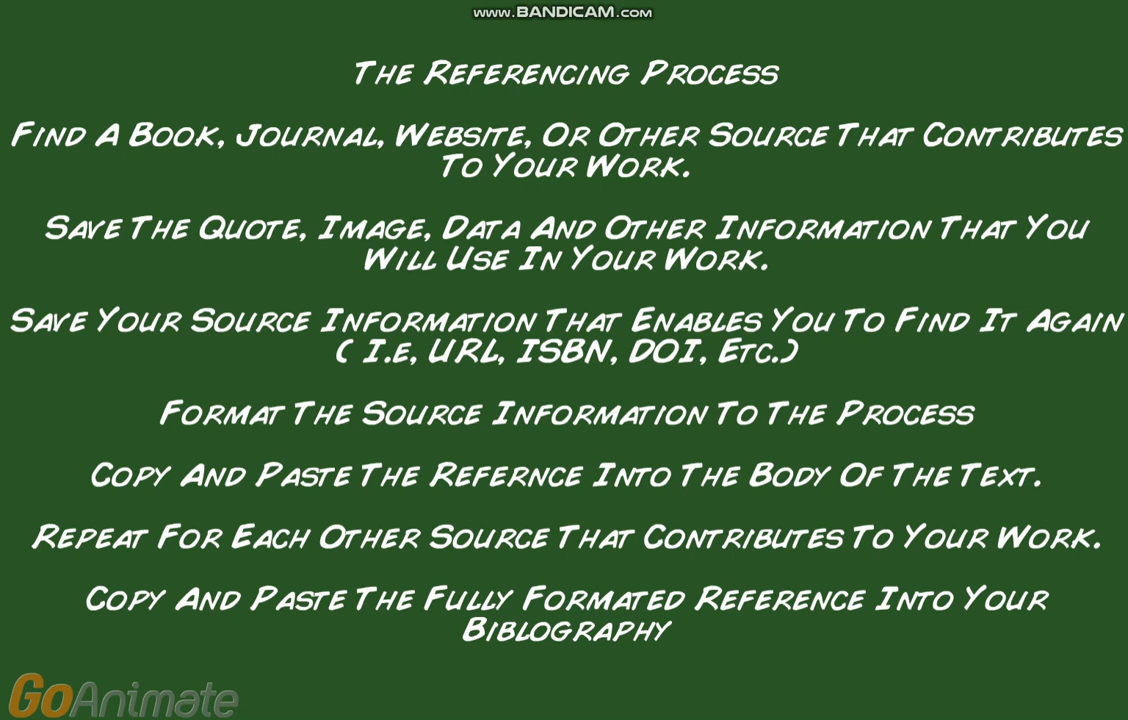 www.BANDICAM.com
The Referencing Process
Find A Book, Journal, Website, Or Other Source That Contributes
To Your Work.
Save The Quote, Image, Data And Other Information That You
Will Use In Your Work.
Save Your Source Information That Enables You To Find It Again
( I.e, URL, ISBN, DOI, Etc.)
Format The Source Information To The Process
Copy And Paste The Refernce Into The Body Of The Text.
Repeat For Each Other Source That Contributes To Your Work.
Copy And Paste The Fully Formated Reference Into Your
Biblography
GoAnimate